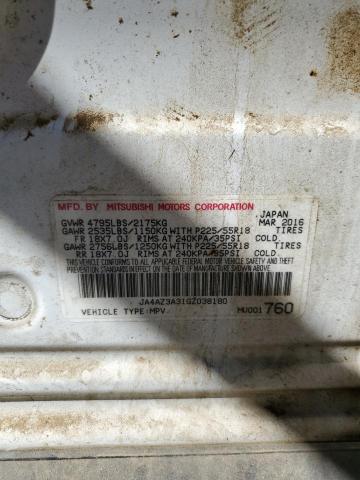 MFD. BY MITSUBISHI MOTORS CORPORATION
GVWR 4795LBS/2175KG JAPAN MAR 2016
GAWR 2535LBS/1150KG WITH P225/55R18 TIRES
FR 18X7.0J RIMS AT 240KPA/35PSI COLD
GAWR 2756LBS/1250KG WITH P225/55R18 TIRES
RR 18X7.0J RIMS AT 240KPA/35PSI COLD
THIS VEHICLE CONFORMS TO ALL APPLICABLE FEDERAL MOTOR VEHICLE SAFETY AND THEFT
PREVENTION STANDARDS IN EFFECT ON THE DATE OF MANUFACTURE SHOWN ABOVE.
JA4AZ3A31GZ038180
VEHICLE TYPE:MPV MU001760